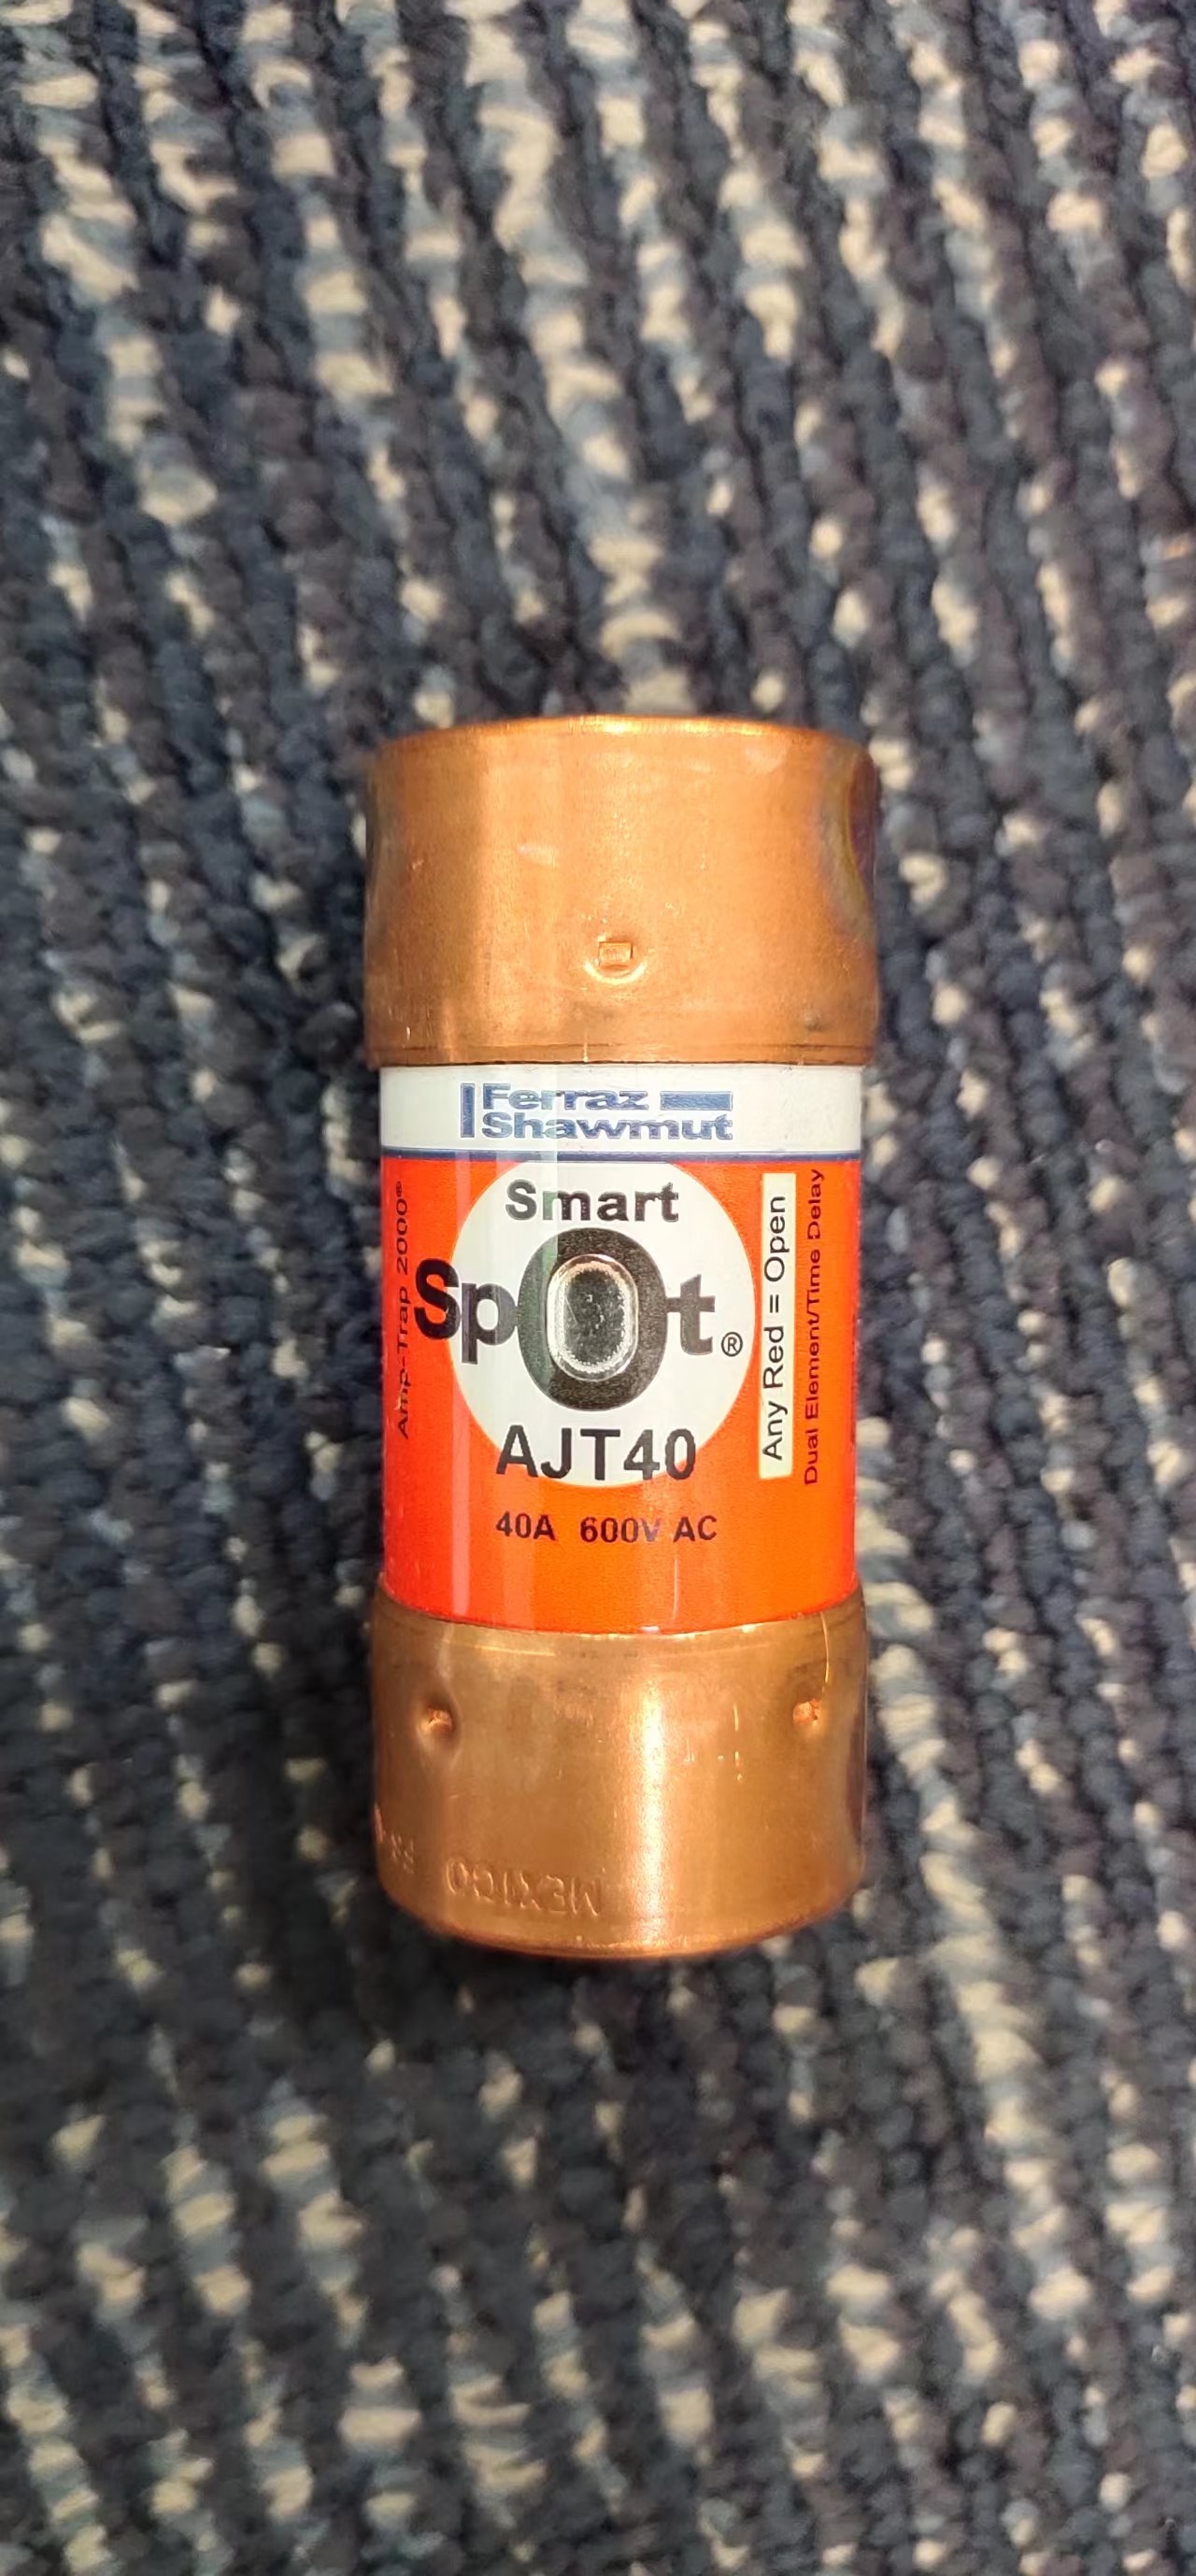 Ferraz
Shawmut
Smart
SpOt®
AJT40
40A 600V AC
Amp-Trap 2000®
Any Red = Open
Dual Element/Time Delay
MEXICO